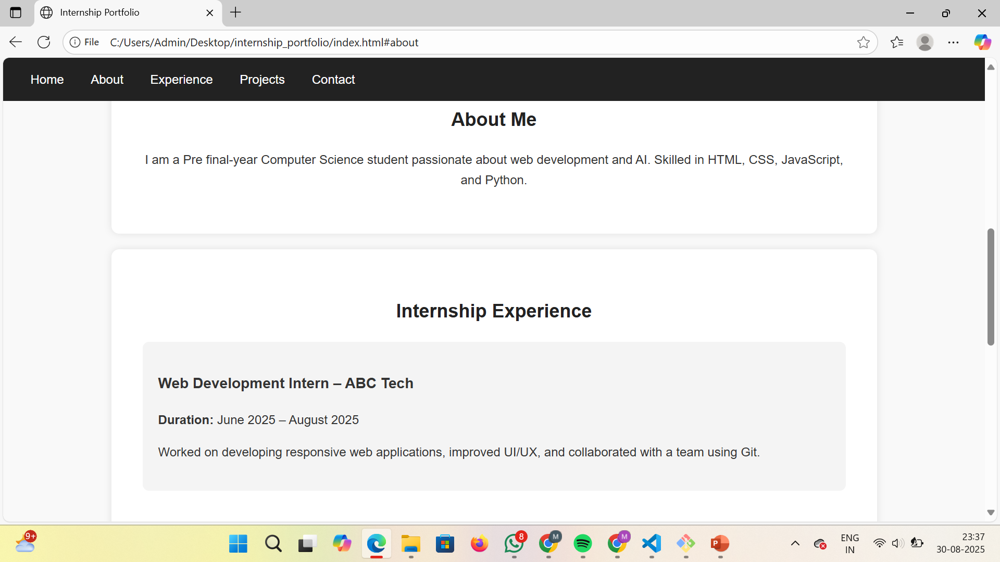 Internship Portfolio
File C:/Users/Admin/Desktop/internship_portfolio/index.html#about
Home About Experience Projects Contact
About Me
I am a Pre final-year Computer Science student passionate about web development and AI. Skilled in HTML, CSS, JavaScript,
and Python.
Internship Experience
Web Development Intern – ABC Tech
Duration: June 2025 – August 2025
Worked on developing responsive web applications, improved UI/UX, and collaborated with a team using Git.
9+
8
M
M
P
ENG
IN
23:37
30-08-2025